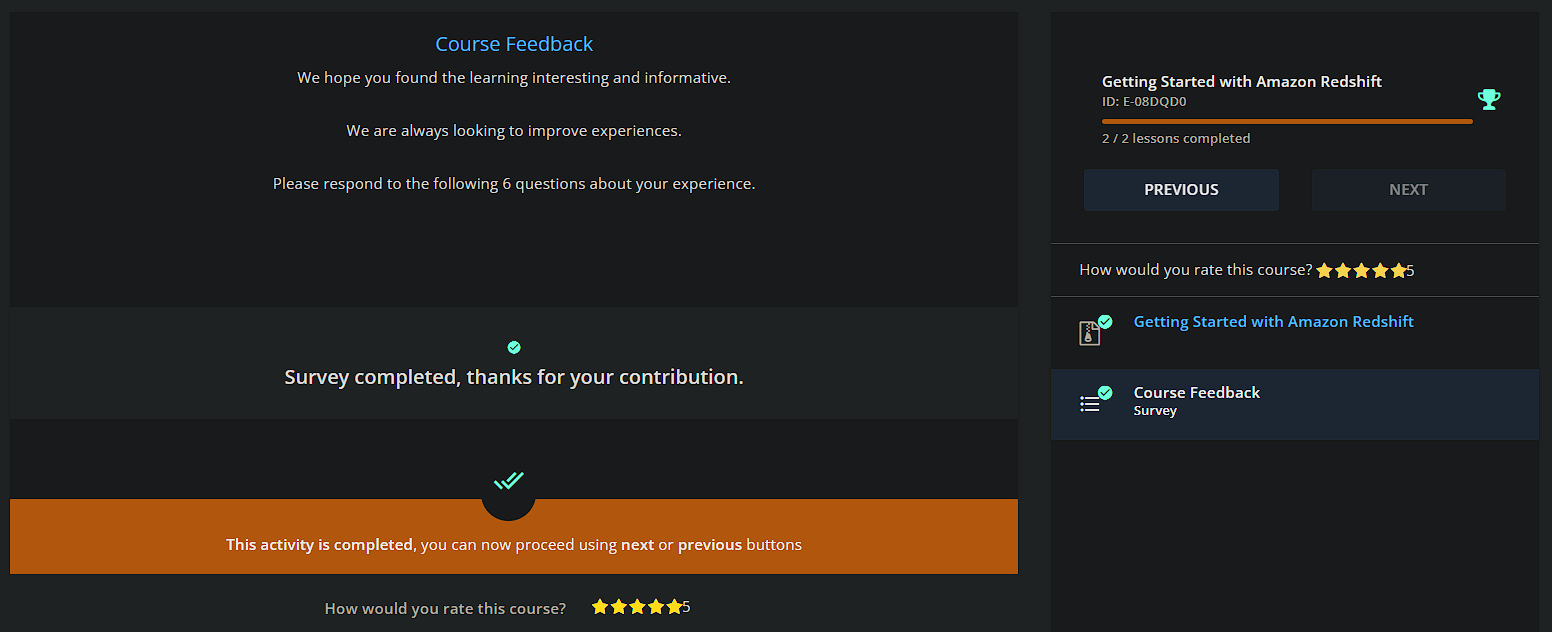 Course Feedback
We hope you found the learning interesting and informative.
We are always looking to improve experiences.
Please respond to the following 6 questions about your experience.
Survey completed, thanks for your contribution.
This activity is completed, you can now proceed using next or previous buttons
How would you rate this course? 5
Getting Started with Amazon Redshift
ID: E-08DQD0
2 / 2 lessons completed
PREVIOUS
NEXT
How would you rate this course? 5
Getting Started with Amazon Redshift
Course Feedback
Survey